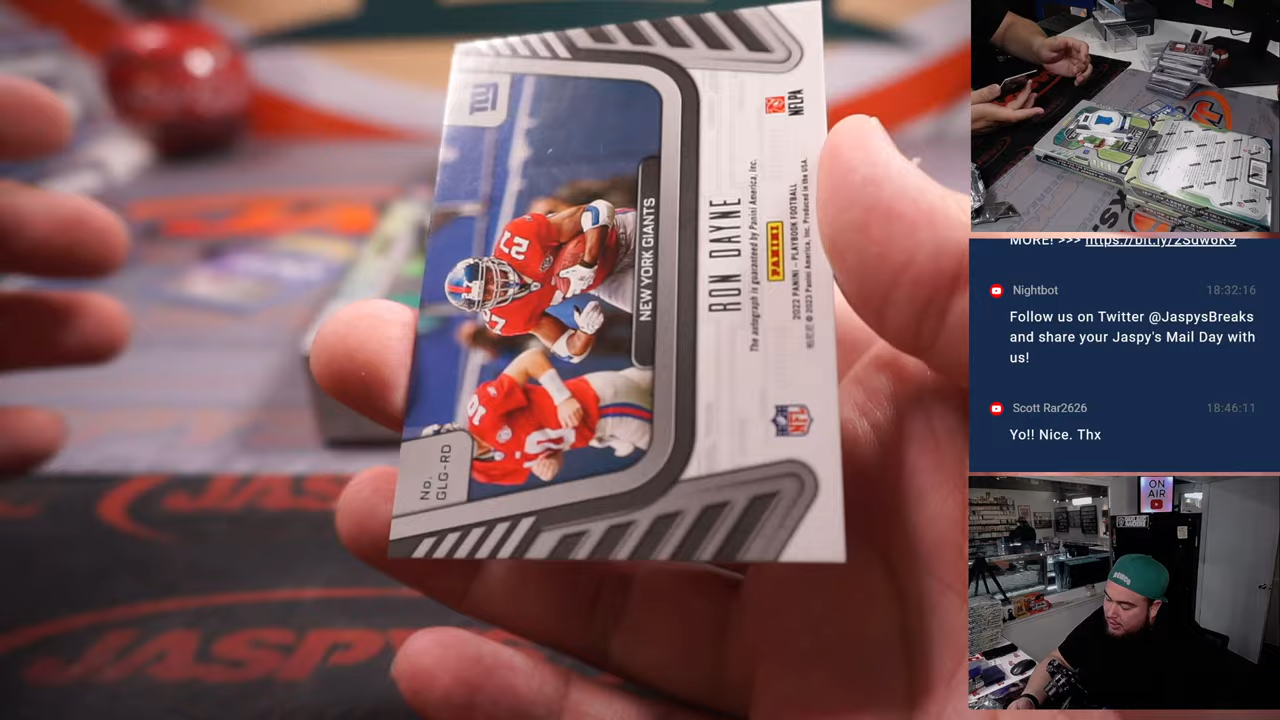 No.
GLG-RD
NEW YORK GIANTS
RON DAYNE
The autograph is guaranteed by Panini America, Inc.
PANINI
2022 PANINI – PLAYBOOK FOOTBALL
© 2023 Panini America, Inc. Produced in the USA.
NFLPA
NFL
27
10
JASPY
MORE! >>> https://bit.ly/2Sdw6K9
Nightbot 18:32:16
Follow us on Twitter @JaspysBreaks
and share your Jaspy's Mail Day with
us!
Scott Rar2626 18:46:11
Yo!! Nice. Thx
ON
AIR